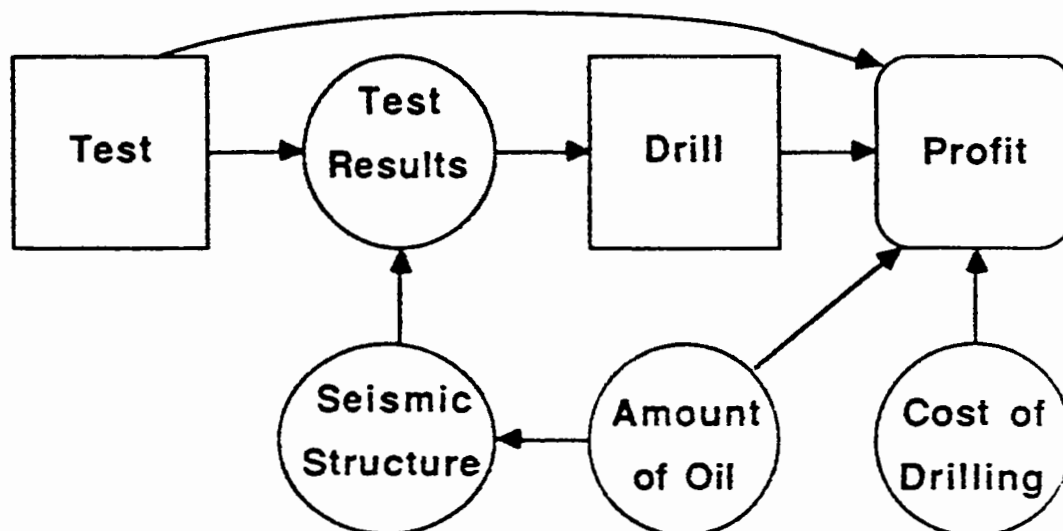 Test
Test
Results
Drill
Profit
Seismic
Structure
Amount
of Oil
Cost of
Drilling